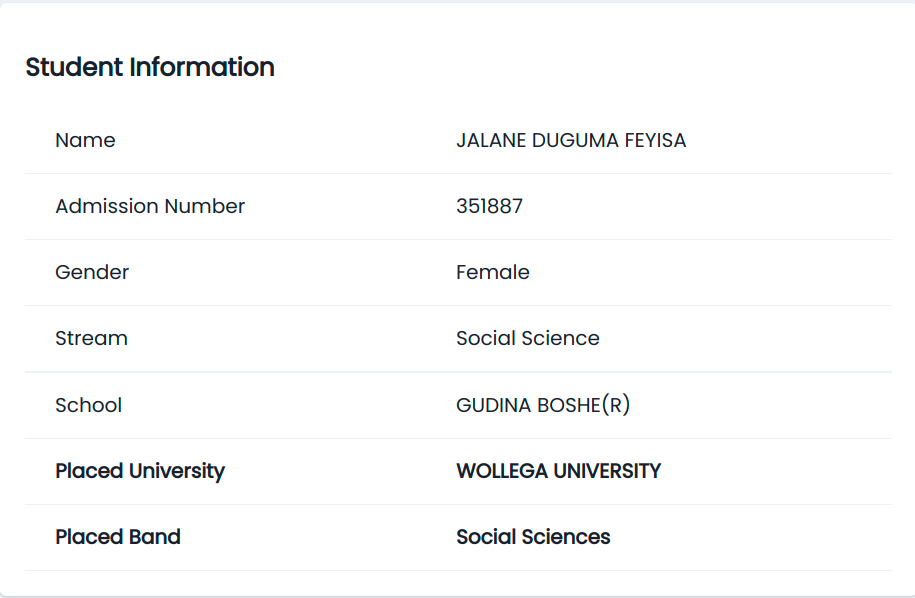 Student Information
Name JALANE DUGUMA FEYISA
Admission Number 351887
Gender Female
Stream Social Science
School GUDINA BOSHE(R)
Placed University WOLLEGA UNIVERSITY
Placed Band Social Sciences